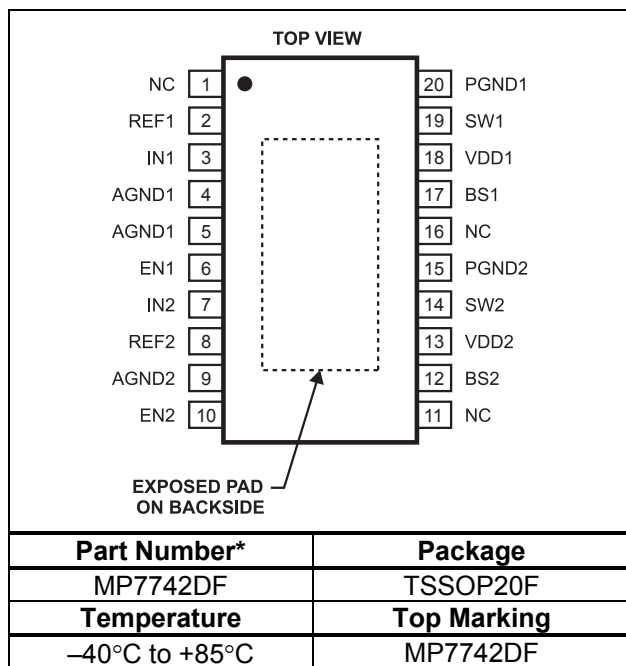 TOP VIEW
NC 1 20 PGND1
REF1 2 19 SW1
IN1 3 18 VDD1
AGND1 4 17 BS1
AGND1 5 16 NC
EN1 6 15 PGND2
IN2 7 14 SW2
REF2 8 13 VDD2
AGND2 9 12 BS2
EN2 10 11 NC
EXPOSED PAD
ON BACKSIDE
Part Number* Package
MP7742DF TSSOP20F
Temperature Top Marking
–40°C to +85°C MP7742DF